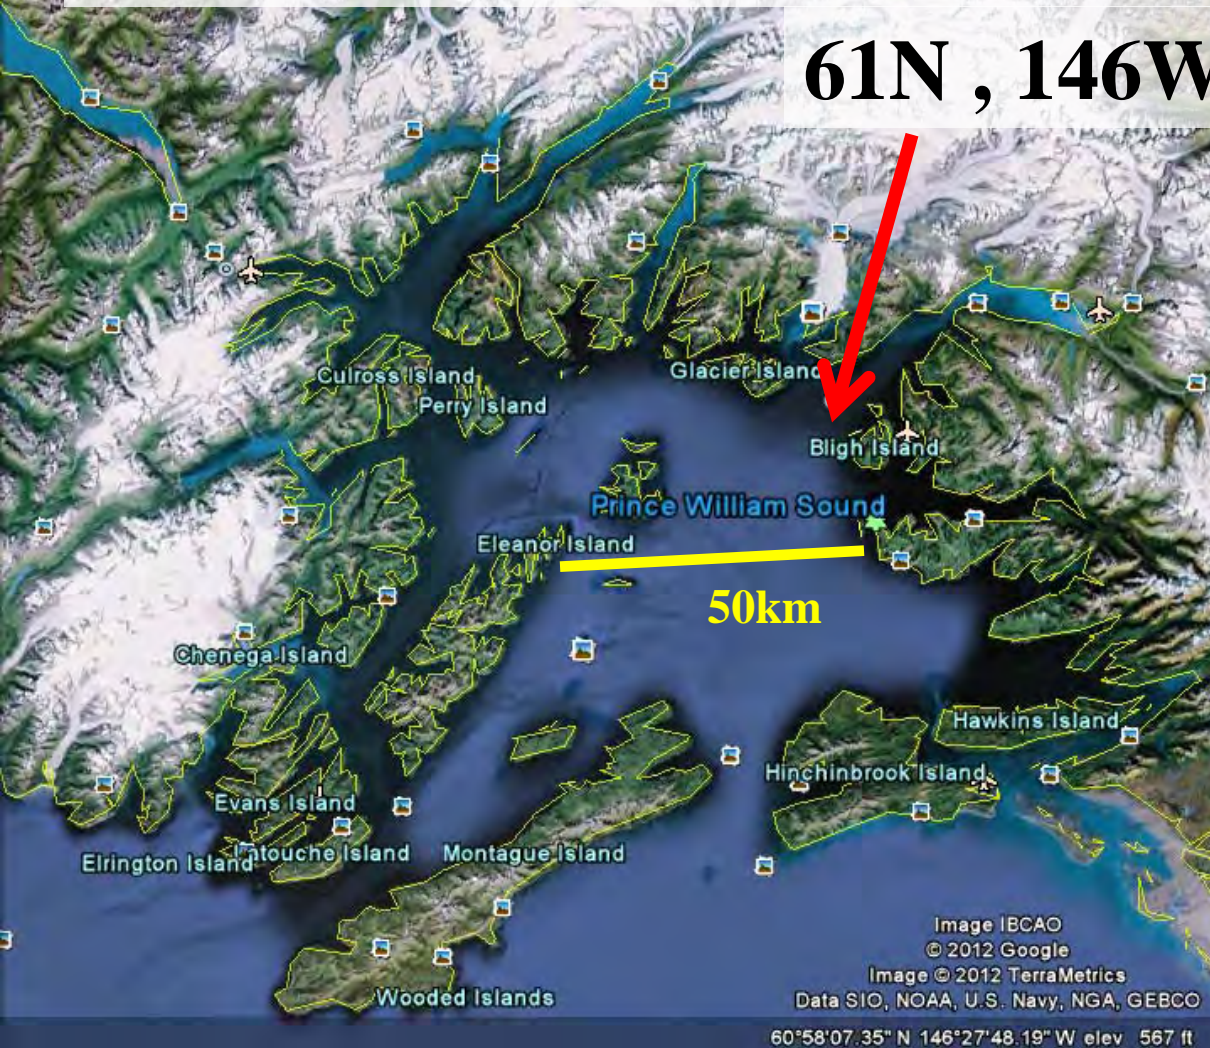 61N , 146W
Culross Island
Glacier Island
Perry Island
Bligh Island
Prince William Sound
Eleanor Island
50km
Chenega Island
Hawkins Island
Hinchinbrook Island
Evans Island
Latouche Island
Montague Island
Elrington Island
Image IBCAO
© 2012 Google
Image © 2012 TerraMetrics
Data SIO, NOAA, U.S. Navy, NGA, GEBCO
Wooded Islands
60°58'07.35" N 146°27'48.19" W elev 567 ft